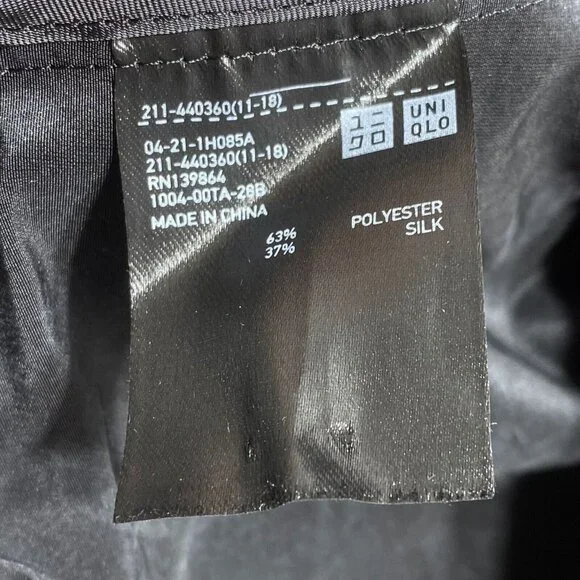 211-440360(11-18)
ユニ
クロ
UNI
QLO
04-21-1H085A
211-440360(11-18)
RN139864
1004-00TA-28B
MADE IN CHINA
63% POLYESTER
37% SILK